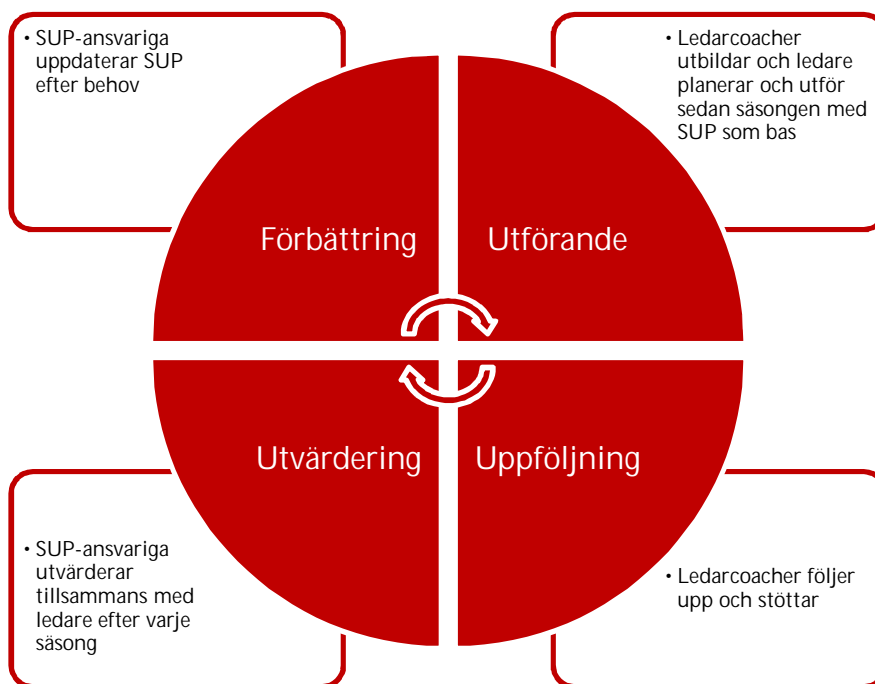 • SUP-ansvariga
uppdaterar SUP
efter behov
• Ledarcoacher
utbildar och ledare
planerar och utför
sedan säsongen med
SUP som bas
Förbättring
Utförande
Utvärdering
Uppföljning
• SUP-ansvariga
utvärderar
tillsammans med
ledare efter varje
säsong
• Ledarcoacher följer
upp och stöttar